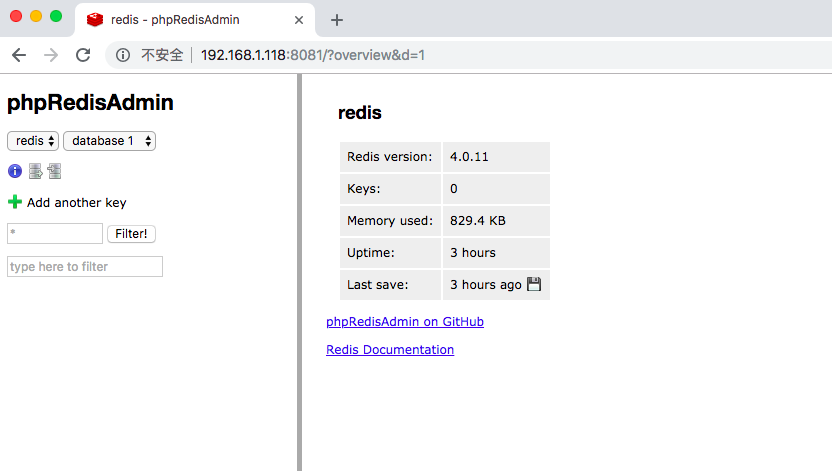 redis - phpRedisAdmin
不安全 192.168.1.118:8081/?overview&d=1
phpRedisAdmin
redis database 1
Add another key
* Filter!
type here to filter
redis
Redis version: 4.0.11
Keys: 0
Memory used: 829.4 KB
Uptime: 3 hours
Last save: 3 hours ago
phpRedisAdmin on GitHub
Redis Documentation